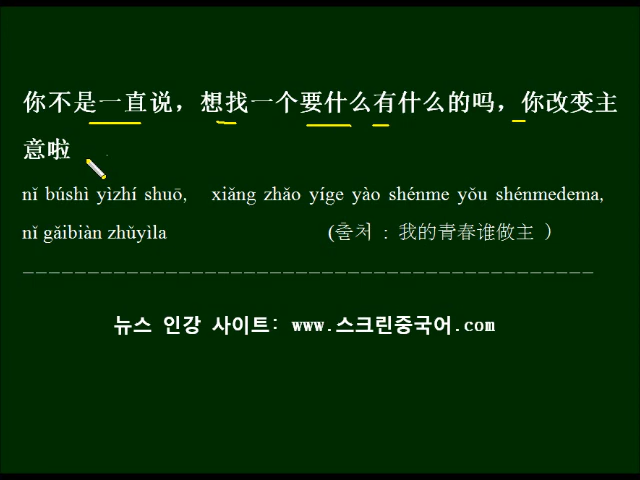 你不是一直说，想找一个要什么有什么的吗，你改变主
意啦
nǐ búshì yìzhí shuō, xiǎng zhǎo yíge yào shénme yǒu shénmedema,
nǐ gǎibiàn zhǔyìla (출처 : 我的青春谁做主 )
--------------------------------------------
뉴스 인강 사이트: www.스크린중국어.com